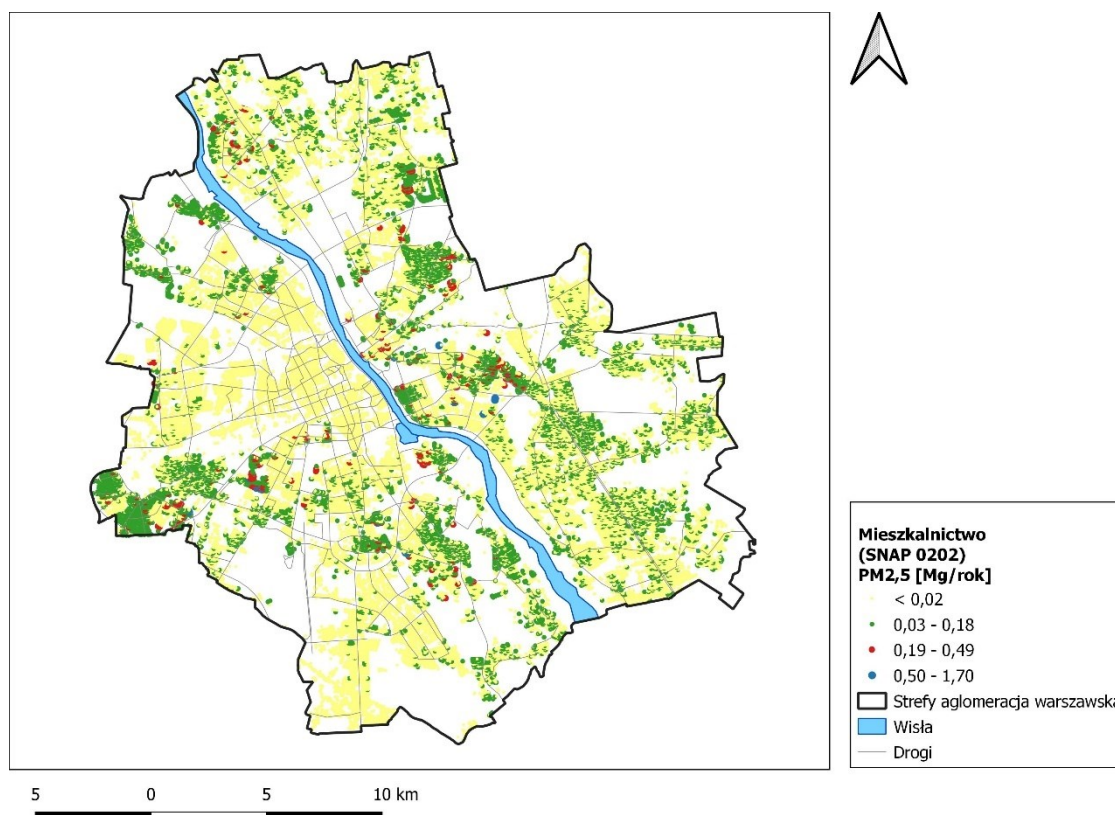 Mieszkalnictwo
(SNAP 0202)
PM2,5 [Mg/rok]
< 0,02
0,03 - 0,18
0,19 - 0,49
0,50 - 1,70
Strefy aglomeracja warszawska
Wisła
Drogi
5 0 5 10 km